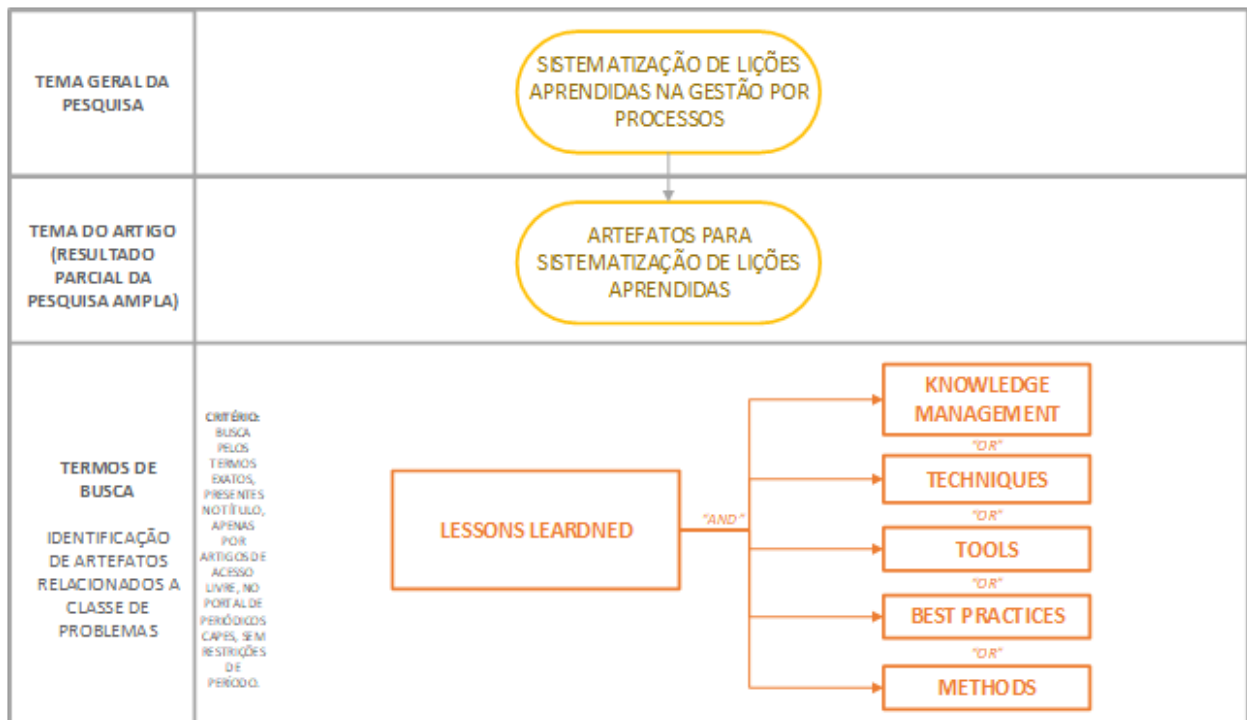 TEMA GERAL DA
PESQUISA
SISTEMATIZAÇÃO DE LIÇÕES
APRENDIDAS NA GESTÃO POR
PROCESSOS
TEMA DO ARTIGO
(RESULTADO
PARCIAL DA
PESQUISA AMPLA)
ARTEFATOS PARA
SISTEMATIZAÇÃO DE LIÇÕES
APRENDIDAS
TERMOS DE
BUSCA
IDENTIFICAÇÃO
DE ARTEFATOS
RELACIONADOS A
CLASSE DE
PROBLEMAS
CRITÉRIO:
BUSCA
PELOS
TERMOS
EXATOS,
PRESENTES
NO TÍTULO,
APENAS
POR
ARTIGOS DE
ACESSO
LIVRE, NO
PORTAL DE
PERIÓDICOS
CAPES, SEM
RESTRIÇÕES
DE
PERÍODO.
LESSONS LEARDNED
"AND"
KNOWLEDGE
MANAGEMENT
"OR"
TECHNIQUES
"OR"
TOOLS
"OR"
BEST PRACTICES
"OR"
METHODS